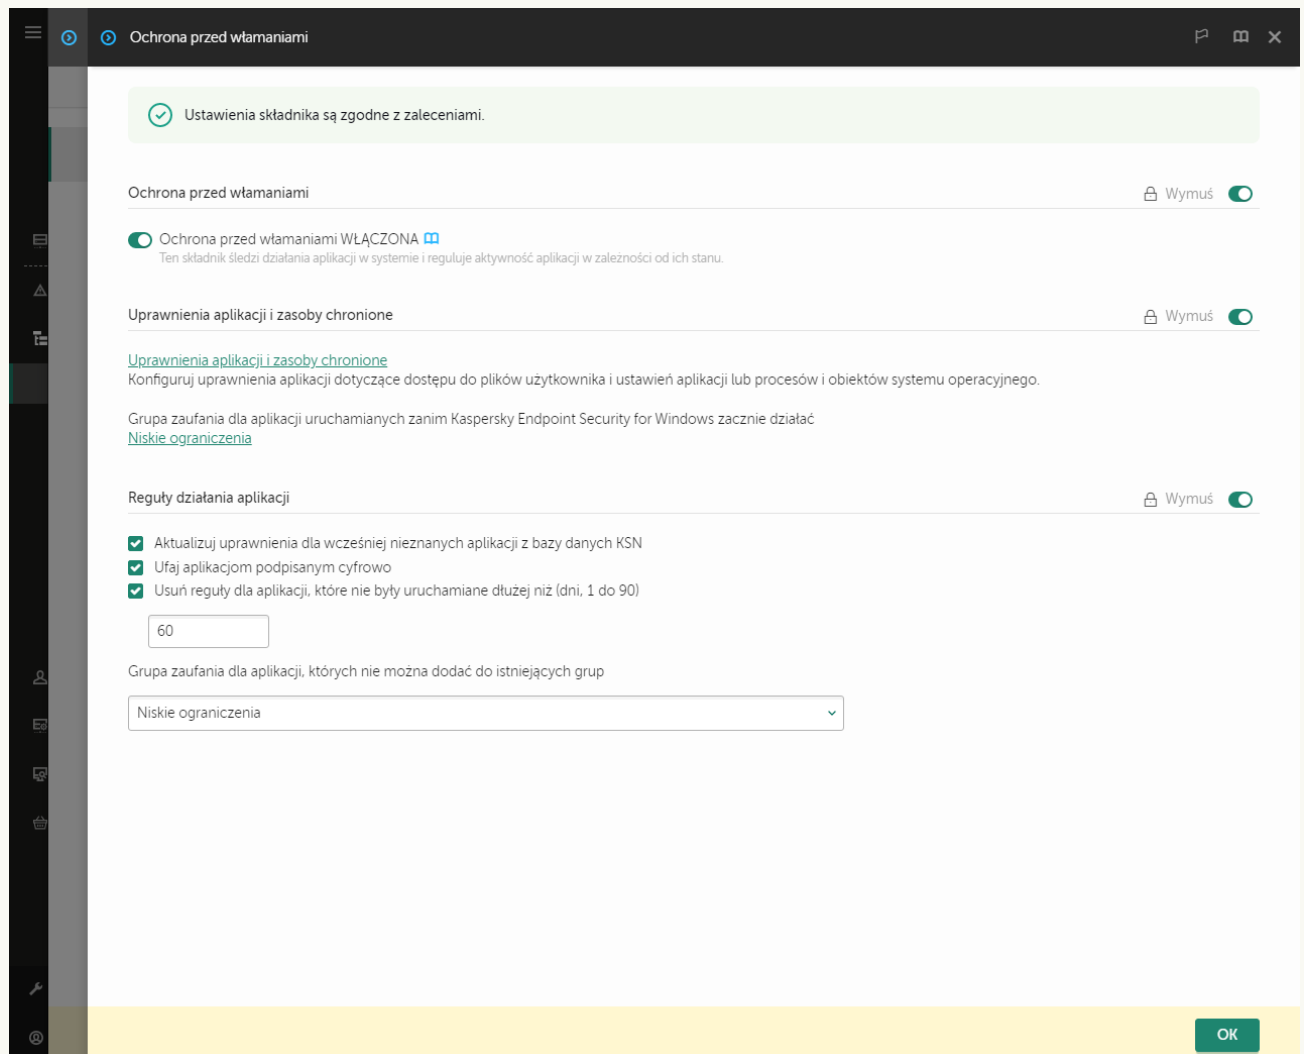 Ochrona przed włamaniami
Ustawienia składnika są zgodne z zaleceniami.
Ochrona przed włamaniami
Wymuś
Ochrona przed włamaniami WŁĄCZONA
Ten składnik śledzi działania aplikacji w systemie i reguluje aktywność aplikacji w zależności od ich stanu.
Uprawnienia aplikacji i zasoby chronione
Wymuś
Uprawnienia aplikacji i zasoby chronione
Konfiguruj uprawnienia aplikacji dotyczące dostępu do plików użytkownika i ustawień aplikacji lub procesów i obiektów systemu operacyjnego.
Grupa zaufania dla aplikacji uruchamianych zanim Kaspersky Endpoint Security for Windows zacznie działać
Niskie ograniczenia
Reguły działania aplikacji
Wymuś
Aktualizuj uprawnienia dla wcześniej nieznanych aplikacji z bazy danych KSN
Ufaj aplikacjom podpisanym cyfrowo
Usuń reguły dla aplikacji, które nie były uruchamiane dłużej niż (dni, 1 do 90)
60
Grupa zaufania dla aplikacji, których nie można dodać do istniejących grup
Niskie ograniczenia
OK